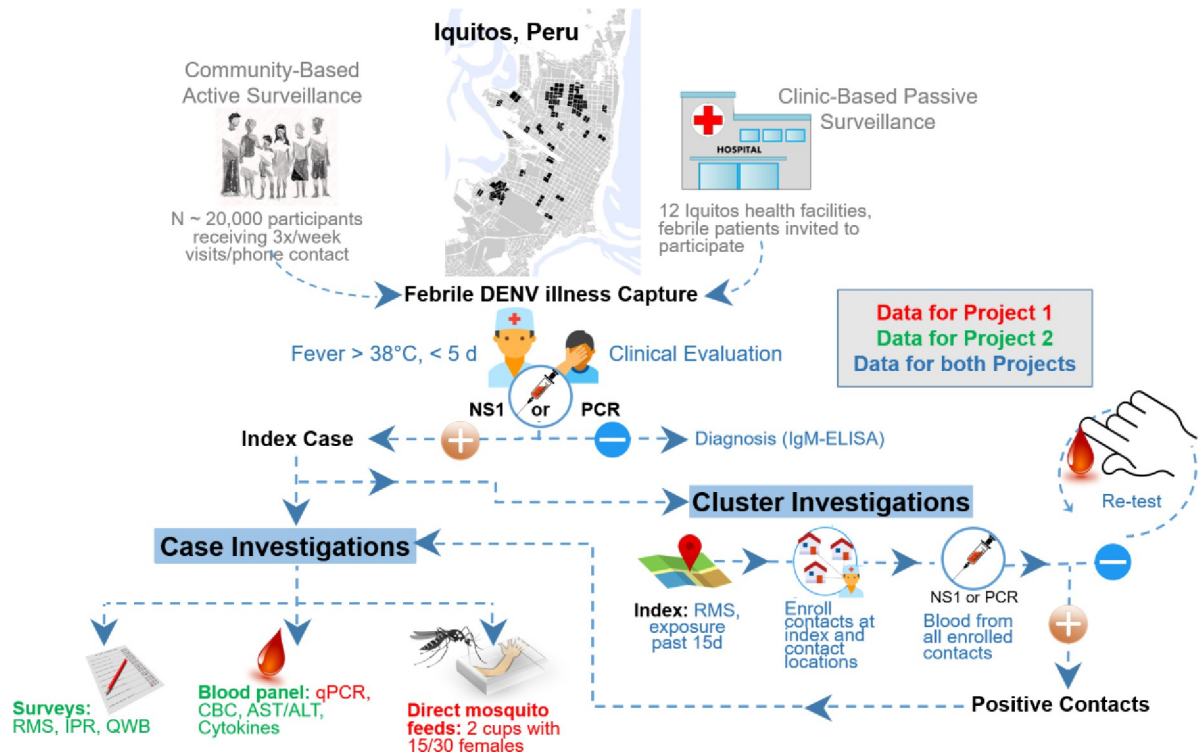 Iquitos, Peru
Community-Based
Active Surveillance
N ~ 20,000 participants
receiving 3x/week
visits/phone contact
HOSPITAL
Clinic-Based Passive
Surveillance
12 Iquitos health facilities,
febrile patients invited to
participate
Febrile DENV illness Capture
Fever > 38°C, < 5 d
Clinical Evaluation
Data for Project 1
Data for Project 2
Data for both Projects
NS1 or PCR
Index Case
Diagnosis (IgM-ELISA)
Re-test
Cluster Investigations
Case Investigations
Index: RMS,
exposure
past 15d
Enroll
contacts at
index and
contact
locations
NS1 or PCR
Blood from
all enrolled
contacts
Positive Contacts
Surveys:
RMS, IPR, QWB
Blood panel: qPCR,
CBC, AST/ALT,
Cytokines
Direct mosquito
feeds: 2 cups with
15/30 females